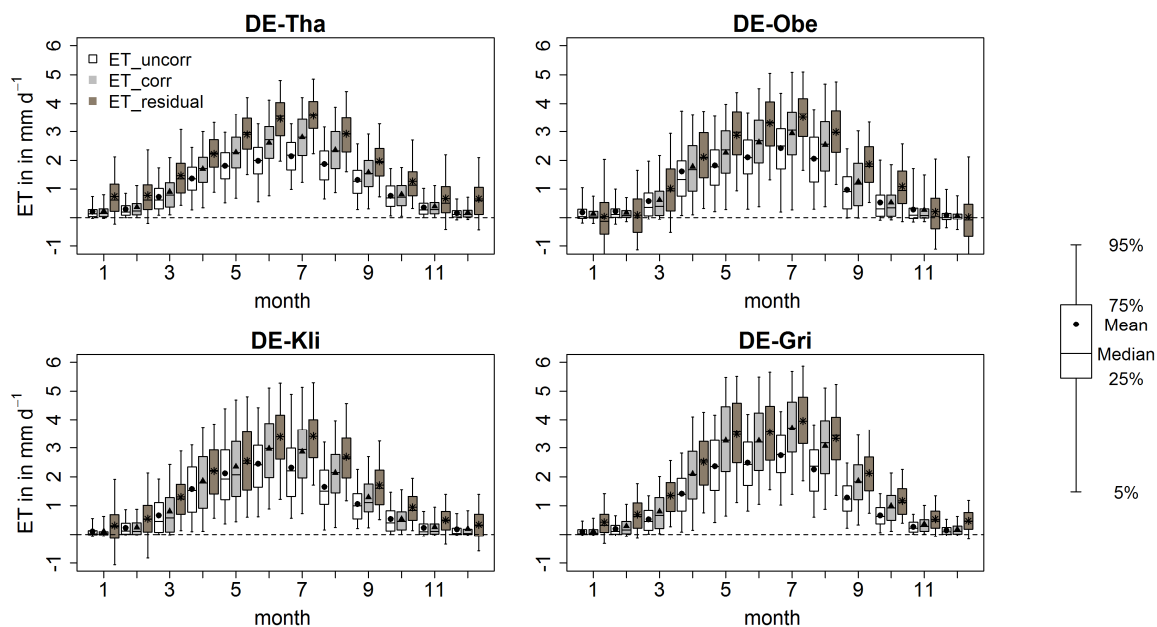 DE-Tha
ET in in mm d⁻¹
6
5
4
3
2
1
-1
ET_uncorr
ET_corr
ET_residual
1 3 5 7 9 11
month
DE-Obe
6
5
4
3
2
1
-1
1 3 5 7 9 11
month
DE-Kli
ET in in mm d⁻¹
6
5
4
3
2
1
-1
1 3 5 7 9 11
month
DE-Gri
6
5
4
3
2
1
-1
1 3 5 7 9 11
month
95%
75%
Mean
Median
25%
5%